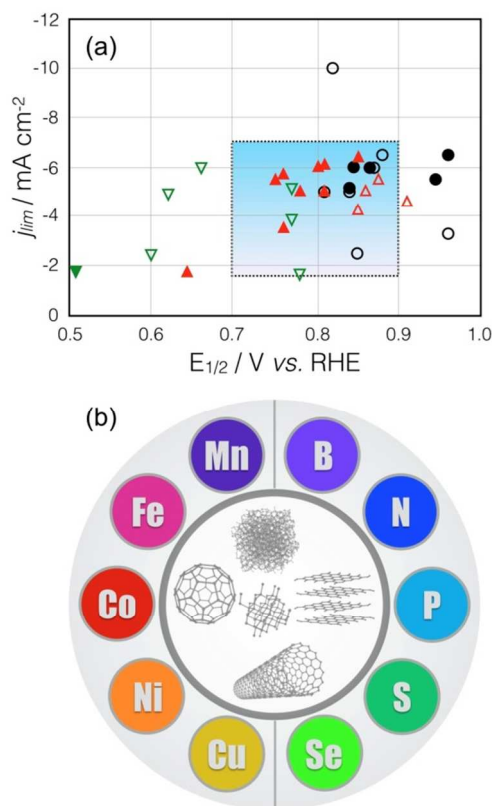 (a)
-12
-10
-8
-6
-4
-2
0
j_lim / mA cm⁻²
0.5 0.6 0.7 0.8 0.9 1.0
E₁/₂ / V vs. RHE
(b)
Mn B
Fe N
Co P
Ni S
Cu Se